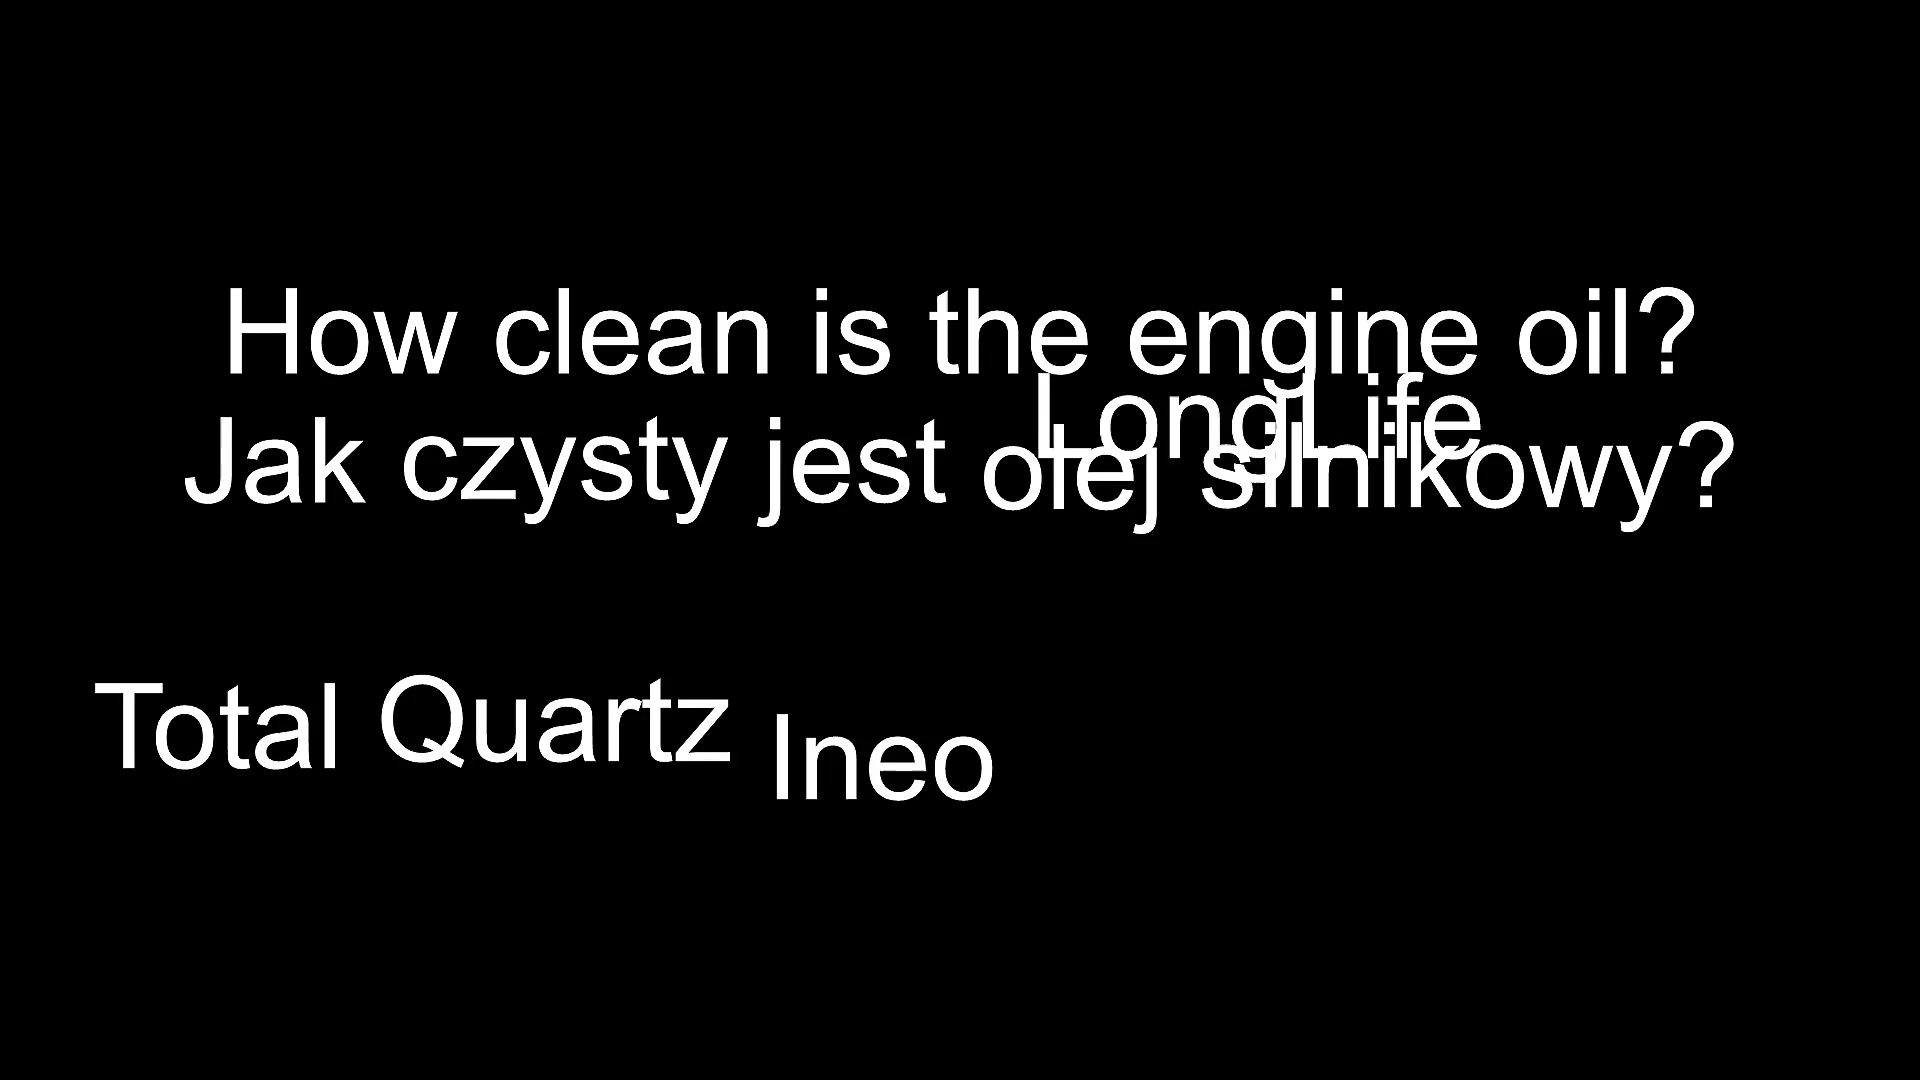 How clean is the engine oil?
LongLife
Jak czysty jest olej silnikowy?
Total Quartz Ineo